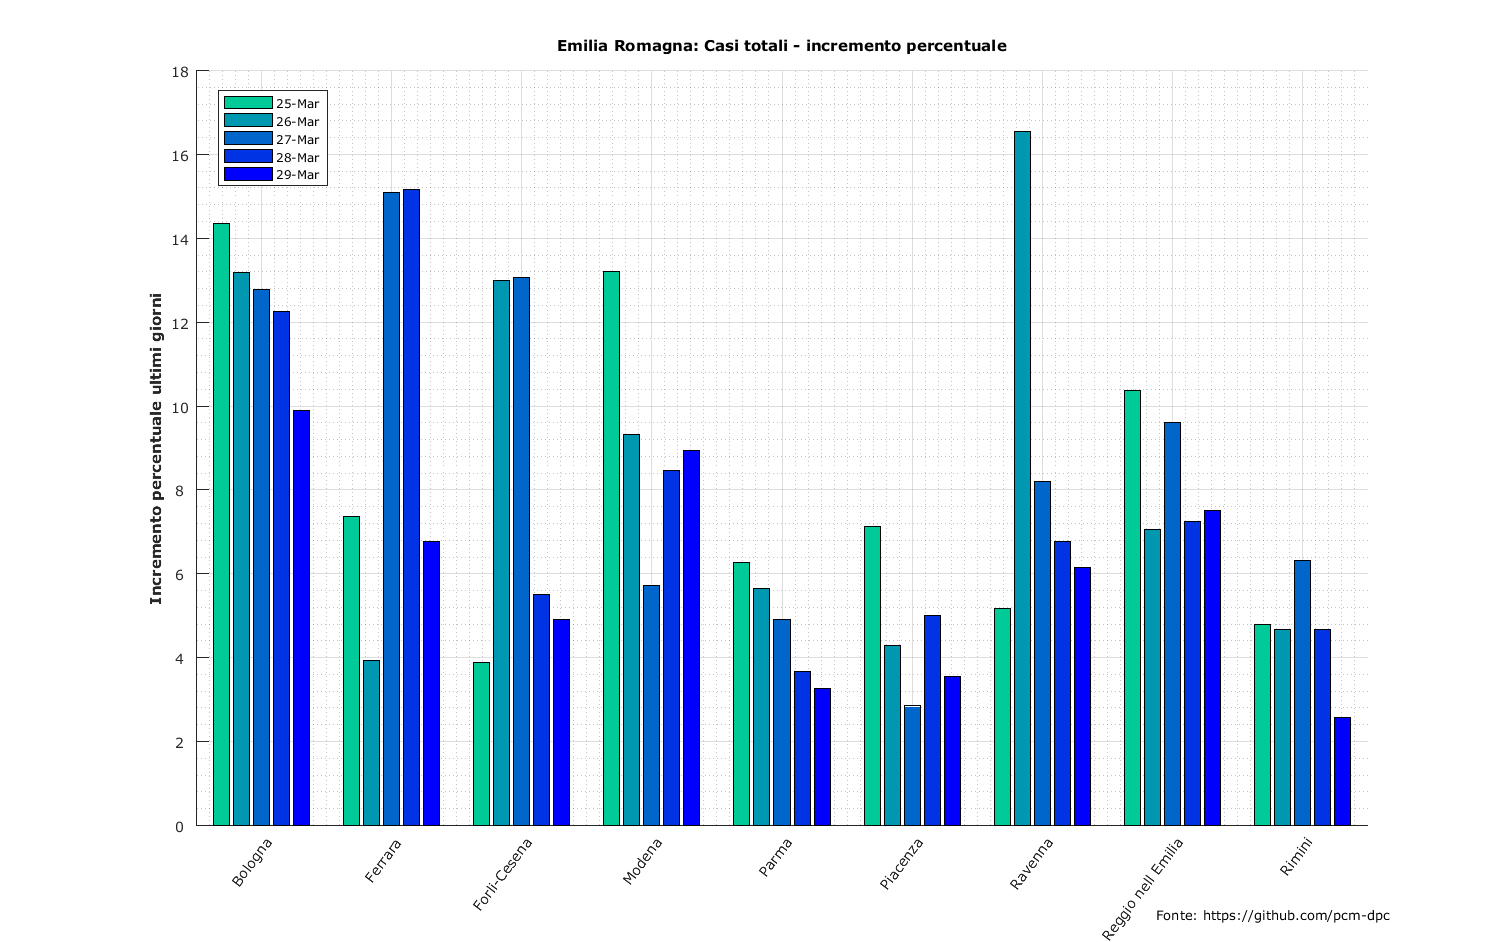 Emilia Romagna: Casi totali - incremento percentuale
18
16
14
12
10
8
6
4
2
0
Incremento percentuale ultimi giorni
25-Mar
26-Mar
27-Mar
28-Mar
29-Mar
Bologna
Ferrara
Forlì-Cesena
Modena
Parma
Piacenza
Ravenna
Reggio nell Emilia
Rimini
Fonte: https://github.com/pcm-dpc